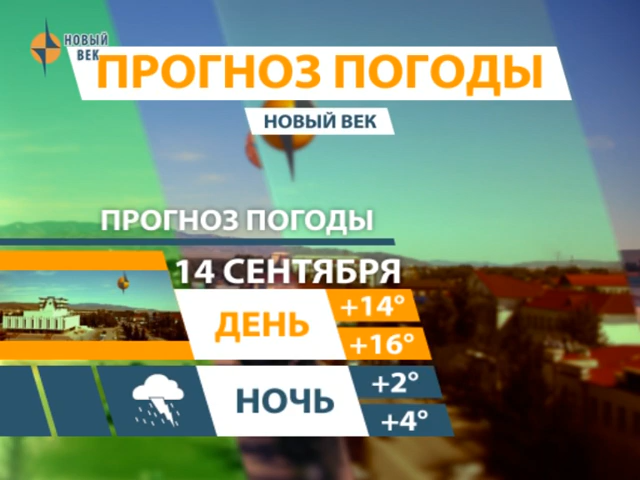 НОВЫЙ
ВЕК
ПРОГНОЗ ПОГОДЫ
НОВЫЙ ВЕК
ПРОГНОЗ ПОГОДЫ
14 СЕНТЯБРЯ
ДЕНЬ
+14°
+16°
НОЧЬ
+2°
+4°